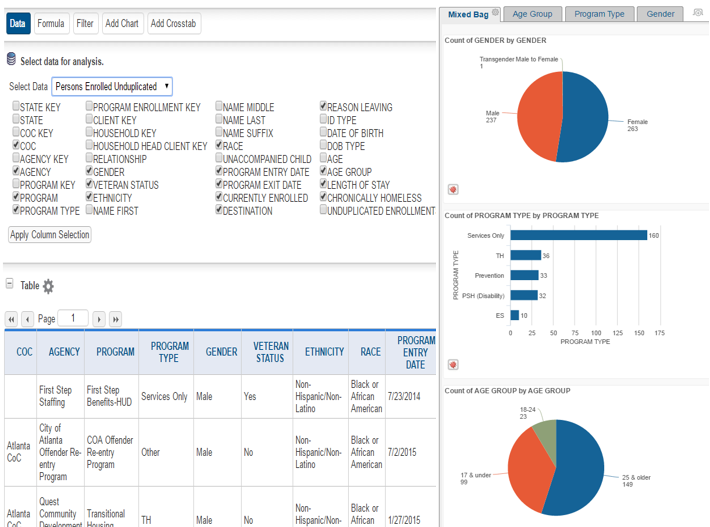 Data Formula Filter Add Chart Add Crosstab
Select data for analysis.
Select Data Persons Enrolled Unduplicated
STATE KEY PROGRAM ENROLLMENT KEY NAME MIDDLE REASON LEAVING
STATE CLIENT KEY NAME LAST ID TYPE
COC KEY HOUSEHOLD KEY NAME SUFFIX DATE OF BIRTH
COC HOUSEHOLD HEAD CLIENT KEY RACE DOB TYPE
AGENCY KEY RELATIONSHIP UNACCOMPANIED CHILD AGE
AGENCY GENDER PROGRAM ENTRY DATE AGE GROUP
PROGRAM KEY VETERAN STATUS PROGRAM EXIT DATE LENGTH OF STAY
PROGRAM ETHNICITY CURRENTLY ENROLLED CHRONICALLY HOMELESS
PROGRAM TYPE NAME FIRST DESTINATION UNDUPLICATED ENROLLMENT
Apply Column Selection
Table
Page 1
COC AGENCY PROGRAM PROGRAM TYPE GENDER VETERAN STATUS ETHNICITY RACE PROGRAM ENTRY DATE
First Step Staffing First Step Benefits-HUD Services Only Male Yes Non-Hispanic/Non-Latino Black or African American 7/23/2014
Atlanta CoC City of Atlanta Offender Re-entry Program COA Offender Re-entry Program Other Male No Non-Hispanic/Non-Latino Black or African American 7/2/2015
Atlanta CoC Quest Community Development Transitional Housing TH Male No Non-Hispanic/Non- Black or African 1/27/2015
Mixed Bag Age Group Program Type Gender
Count of GENDER by GENDER
Transgender Male to Female
1
Male
237
Female
263
Count of PROGRAM TYPE by PROGRAM TYPE
PROGRAM TYPE
Services Only 160
TH 36
Prevention 33
PSH (Disability) 32
ES 10
0 25 50 75 100 125 150 175
PROGRAM TYPE
Count of AGE GROUP by AGE GROUP
18-24
23
17 & under
99
25 & older
149